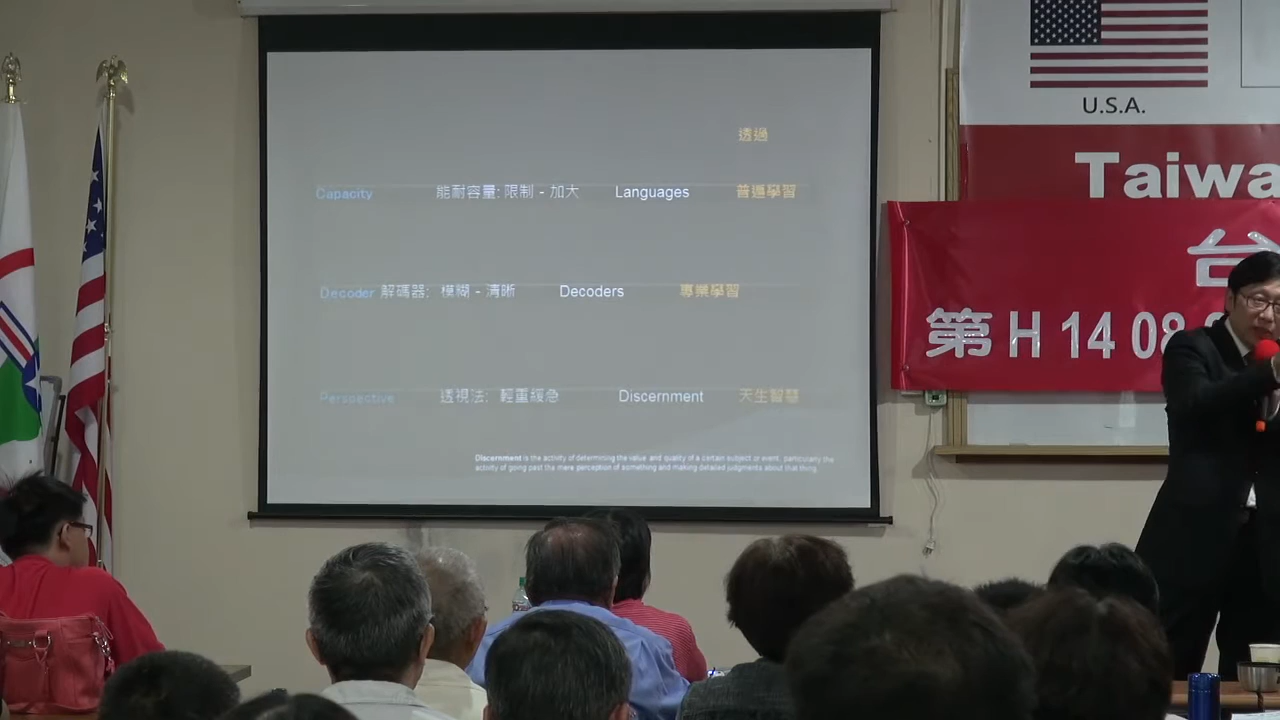 透過
Capacity 能耐容量: 限制 - 加大 Languages 普遍學習
Decoder 解碼器: 模糊 - 清晰 Decoders 專業學習
Perspective 透視法: 輕重緩急 Discernment 天生智慧
Discernment is the activity of determining the value and quality of a certain subject or event, particularly the
activity of going past the mere perception of something and making detailed judgments about that thing.
U.S.A.
Taiwa
台
第 H 14 08